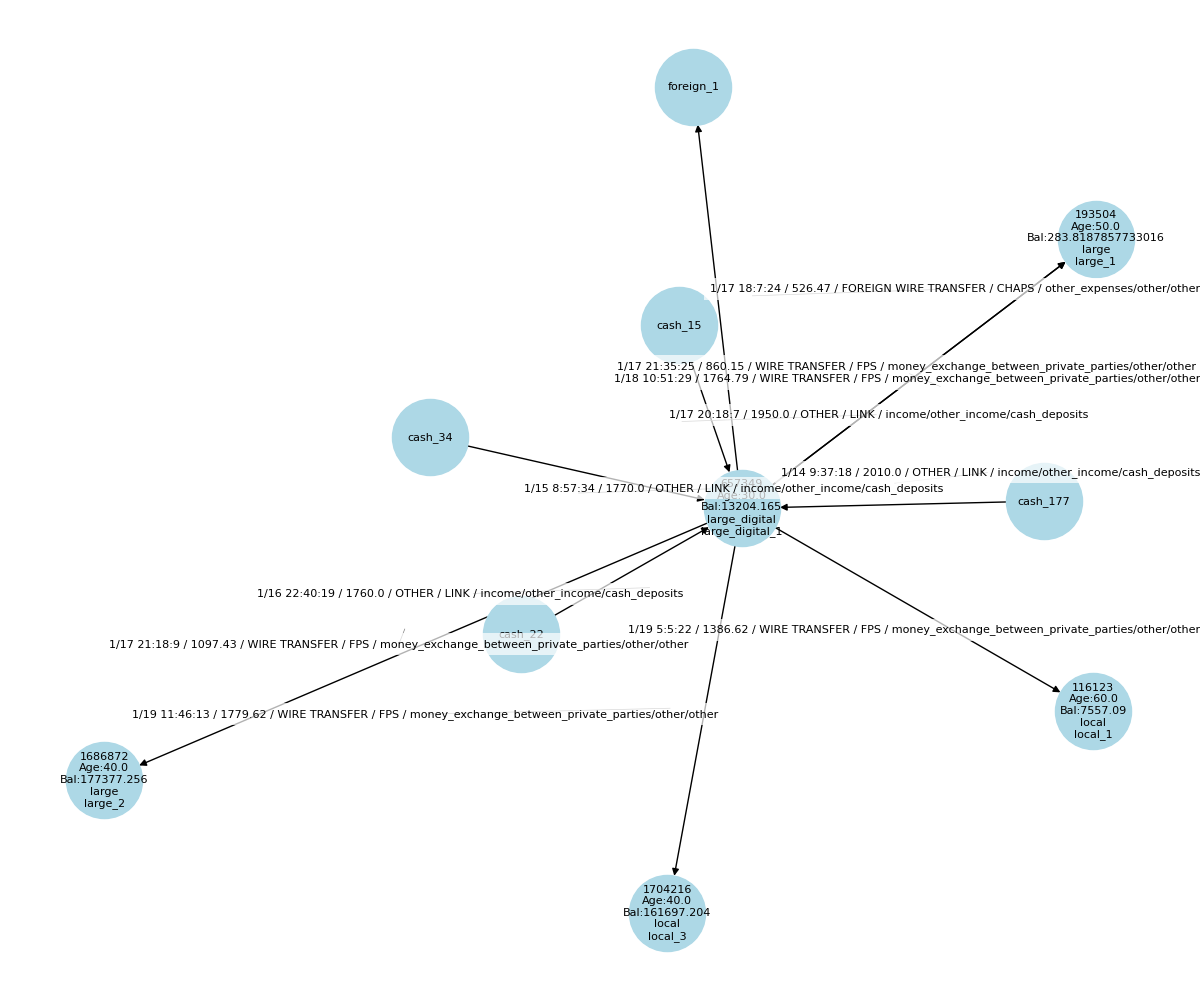 foreign_1
193504
Age:50.0
Bal:283.8187857733016
large
large_1
1/17 18:7:24 / 526.47 / FOREIGN WIRE TRANSFER / CHAPS / other_expenses/other/other
cash_15
1/17 21:35:25 / 860.15 / WIRE TRANSFER / FPS / money_exchange_between_private_parties/other/other
1/18 10:51:29 / 1764.79 / WIRE TRANSFER / FPS / money_exchange_between_private_parties/other/other
1/17 20:18:7 / 1950.0 / OTHER / LINK / income/other_income/cash_deposits
cash_34
1/14 9:37:18 / 2010.0 / OTHER / LINK / income/other_income/cash_deposits
1/15 8:57:34 / 1770.0 / OTHER / LINK / income/other_income/cash_deposits
657349
Age:30.0
Bal:13204.165
large_digital
large_digital_1
cash_177
1/16 22:40:19 / 1760.0 / OTHER / LINK / income/other_income/cash_deposits
cash_22
1/19 5:5:22 / 1386.62 / WIRE TRANSFER / FPS / money_exchange_between_private_parties/other/other
1/17 21:18:9 / 1097.43 / WIRE TRANSFER / FPS / money_exchange_between_private_parties/other/other
116123
Age:60.0
Bal:7557.09
local
local_1
1/19 11:46:13 / 1779.62 / WIRE TRANSFER / FPS / money_exchange_between_private_parties/other/other
1686872
Age:40.0
Bal:177377.256
large
large_2
1704216
Age:40.0
Bal:161697.204
local
local_3